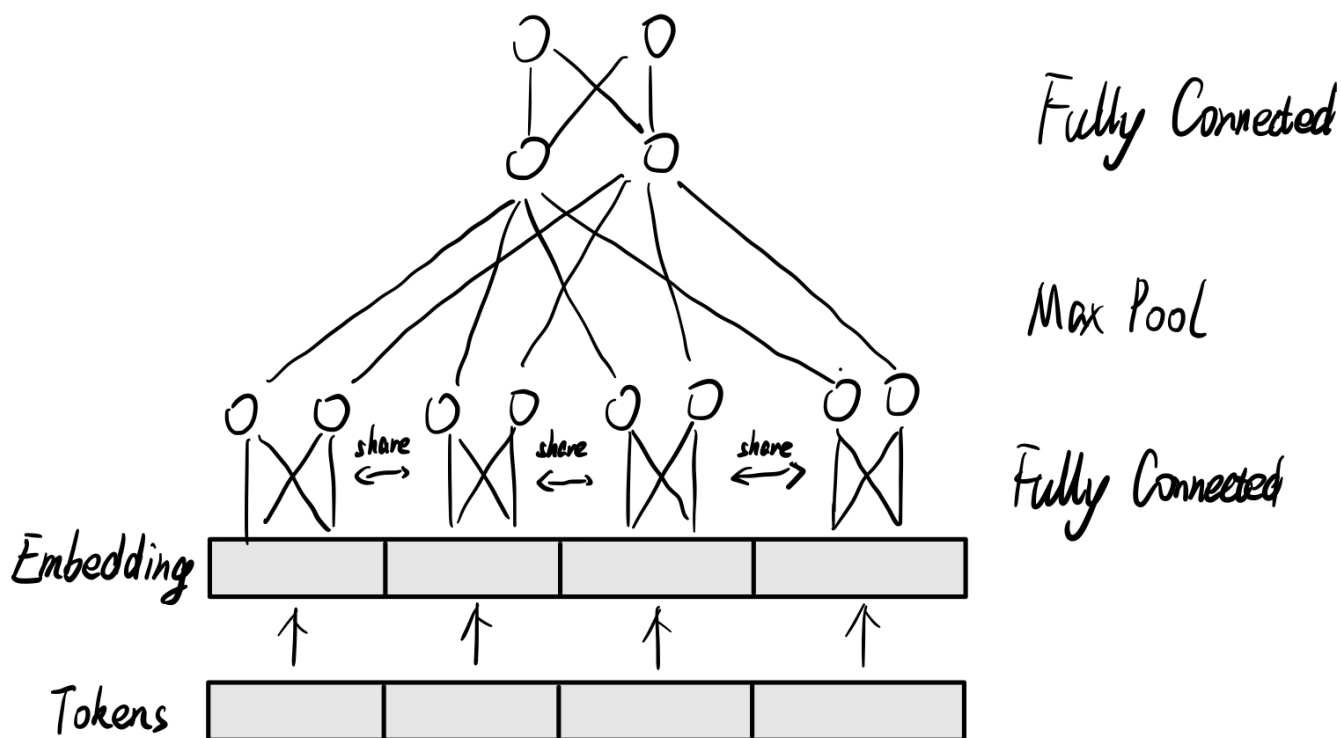 Fully Connected
Max Pool
share
share
share
Fully Connected
Embedding
Tokens